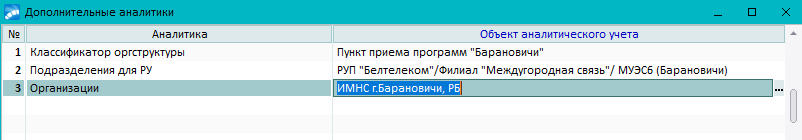 Дополнительные аналитики
№ Аналитика Объект аналитического учета
1 Классификатор оргструктуры Пункт приема программ "Барановичи"
2 Подразделения для РУ РУП "Белтелеком"/Филиал "Междугородная связь"/ МУЭС6 (Барановичи)
3 Организации ИМНС г.Барановичи, РБ ...